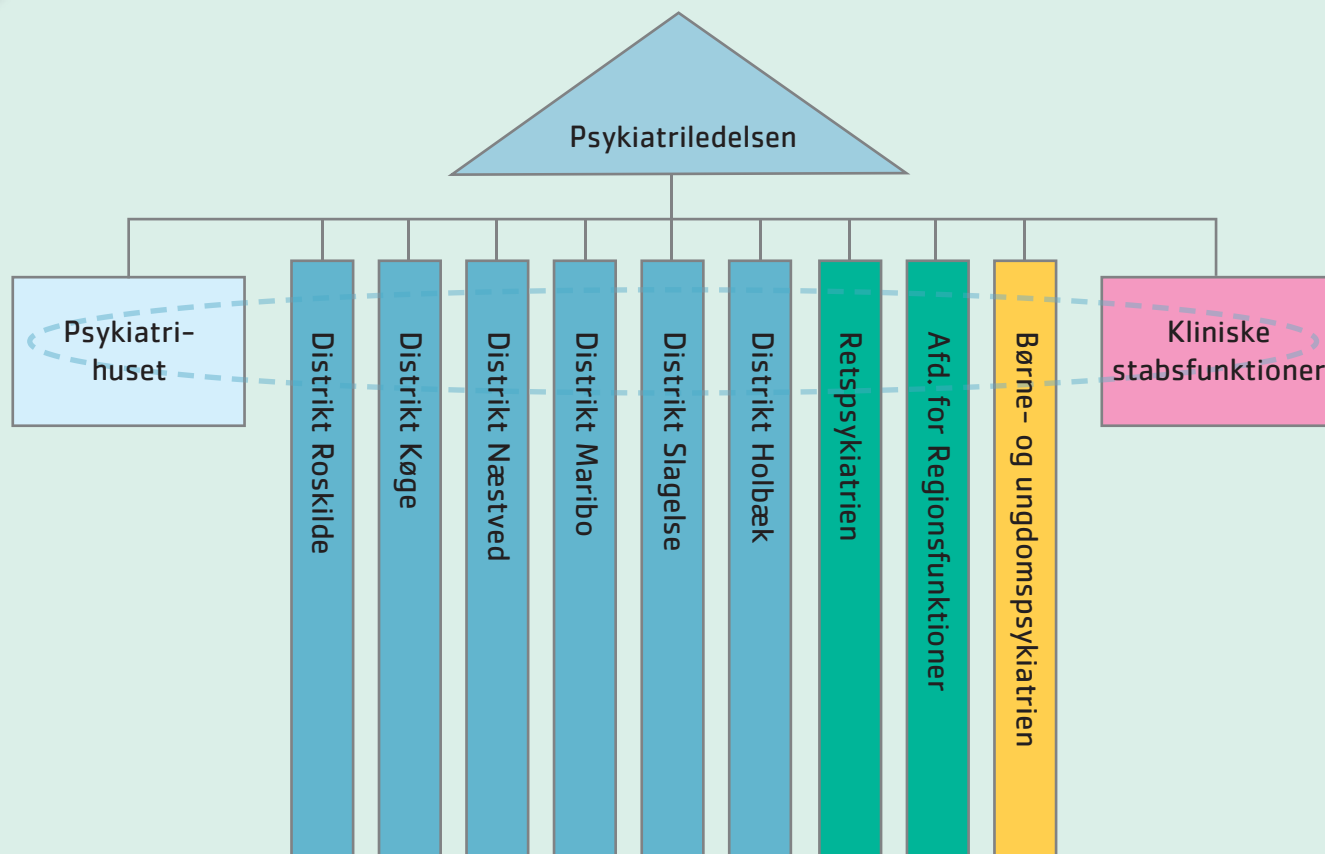 Psykiatriledelsen
Psykiatri-
huset
Distrikt Roskilde
Distrikt Køge
Distrikt Næstved
Distrikt Maribo
Distrikt Slagelse
Distrikt Holbæk
Retspsykiatrien
Afd. for Regionsfunktioner
Børne- og ungdomspsykiatrien
Kliniske
stabsfunktioner